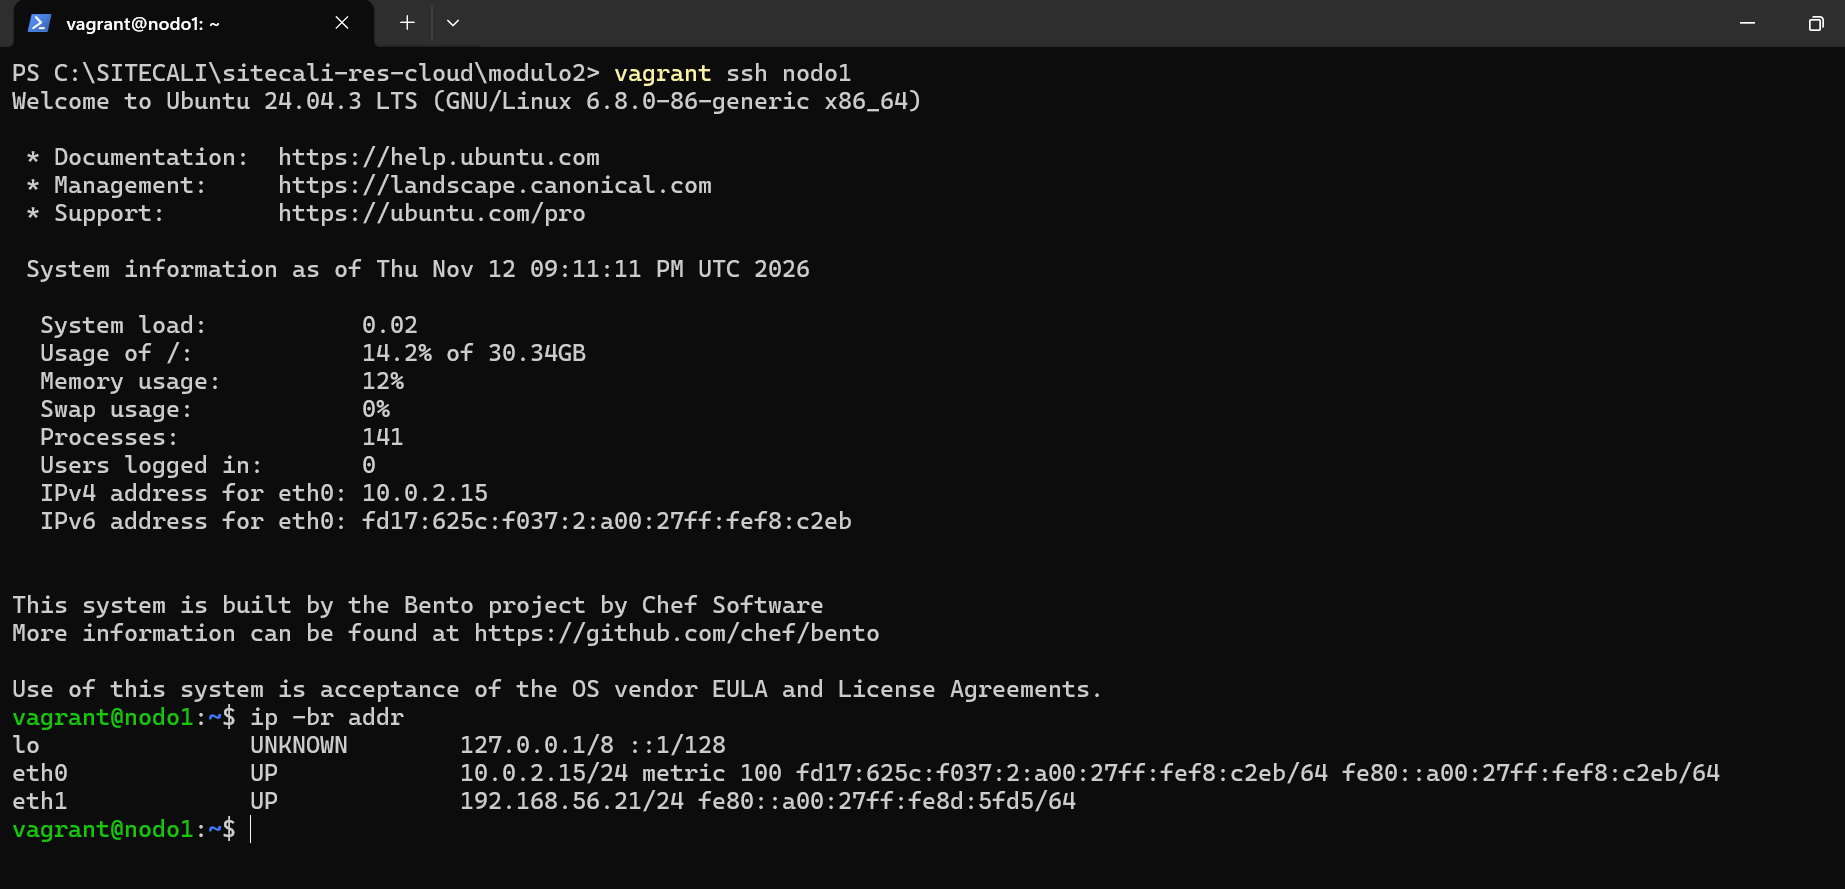 vagrant@nodo1: ~
PS C:\SITECALI\sitecali-res-cloud\modulo2> vagrant ssh nodo1
Welcome to Ubuntu 24.04.3 LTS (GNU/Linux 6.8.0-86-generic x86_64)
* Documentation:  https://help.ubuntu.com
* Management:     https://landscape.canonical.com
* Support:        https://ubuntu.com/pro
System information as of Thu Nov 12 09:11:11 PM UTC 2026
System load:           0.02
Usage of /:            14.2% of 30.34GB
Memory usage:          12%
Swap usage:            0%
Processes:             141
Users logged in:       0
IPv4 address for eth0: 10.0.2.15
IPv6 address for eth0: fd17:625c:f037:2:a00:27ff:fef8:c2eb
This system is built by the Bento project by Chef Software
More information can be found at https://github.com/chef/bento
Use of this system is acceptance of the OS vendor EULA and License Agreements.
vagrant@nodo1:~$ ip -br addr
lo               UNKNOWN        127.0.0.1/8 ::1/128
eth0             UP             10.0.2.15/24 metric 100 fd17:625c:f037:2:a00:27ff:fef8:c2eb/64 fe80::a00:27ff:fef8:c2eb/64
eth1             UP             192.168.56.21/24 fe80::a00:27ff:fe8d:5fd5/64
vagrant@nodo1:~$